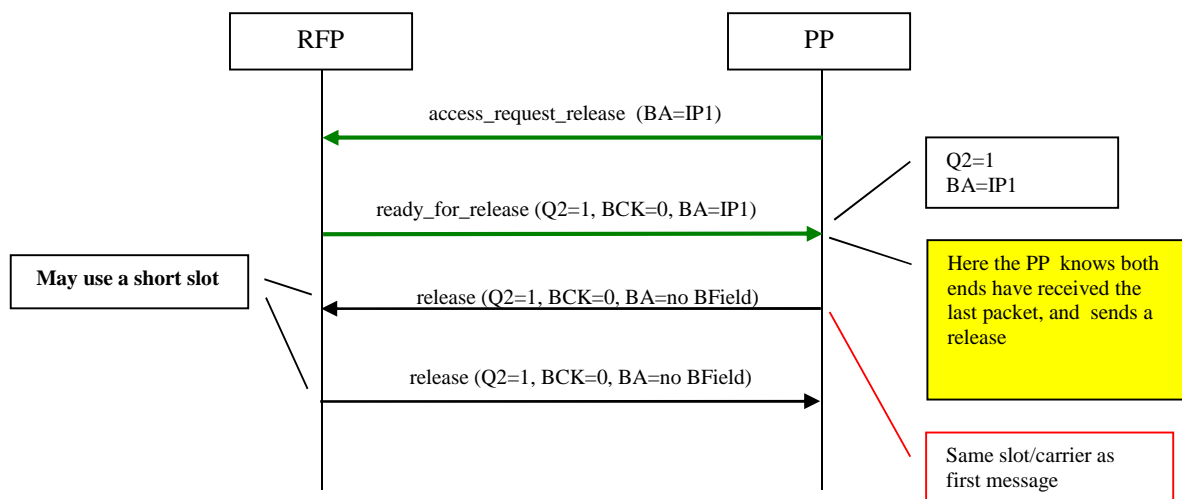 RFP
PP
access_request_release (BA=IP1)
Q2=1
BA=IP1
ready_for_release (Q2=1, BCK=0, BA=IP1)
May use a short slot
Here the PP knows both
ends have received the
last packet, and sends a
release
release (Q2=1, BCK=0, BA=no BField)
release (Q2=1, BCK=0, BA=no BField)
Same slot/carrier as
first message